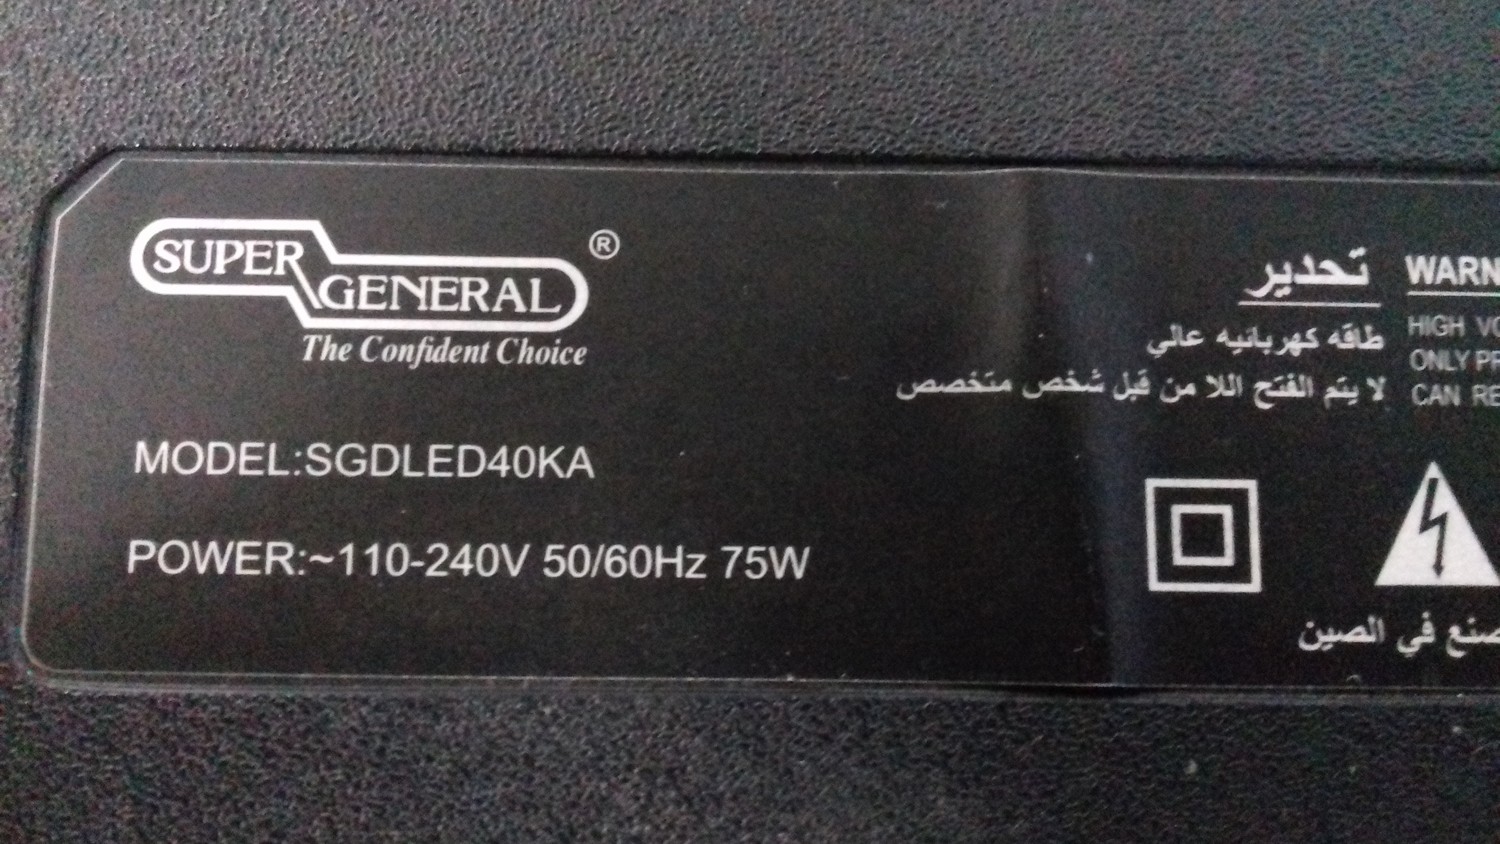 SUPER
GENERAL ®
The Confident Choice
MODEL:SGDLED40KA
POWER:~110-240V 50/60Hz 75W
تحدير
طاقه كهربانيه عالي
لا يتم الفتح اللا من قبل شخص متخصص
WARN
HIGH VO
ONLY PR
CAN RE
صنع في الصين